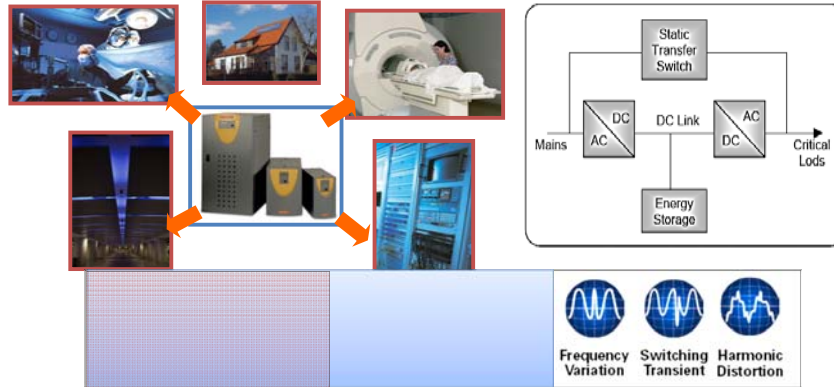 Static
Transfer
Switch
DC
AC
DC Link
AC
DC
Mains
Critical
Lods
Energy
Storage
Frequency
Variation
Switching
Transient
Harmonic
Distortion